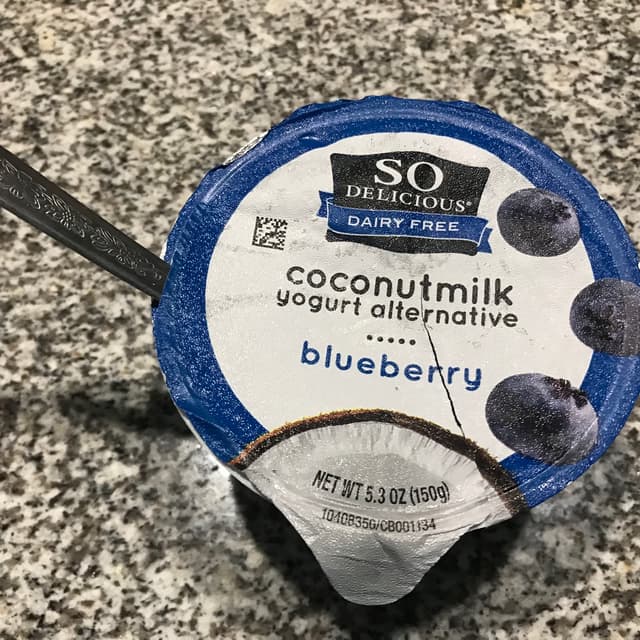 SO
DELICIOUS®
DAIRY FREE
coconutmilk
yogurt alternative
blueberry
NET WT 5.3 OZ (150g)